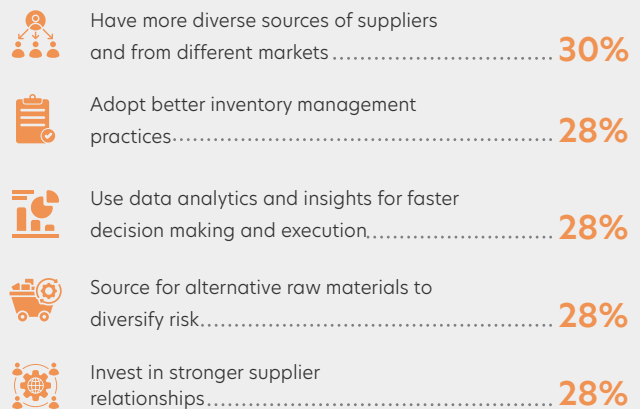 Have more diverse sources of suppliers
and from different markets .......................................... 30%
Adopt better inventory management
practices.......................................................................... 28%
Use data analytics and insights for faster
decision making and execution.................................... 28%
Source for alternative raw materials to
diversify risk.................................................................... 28%
Invest in stronger supplier
relationships.................................................................... 28%